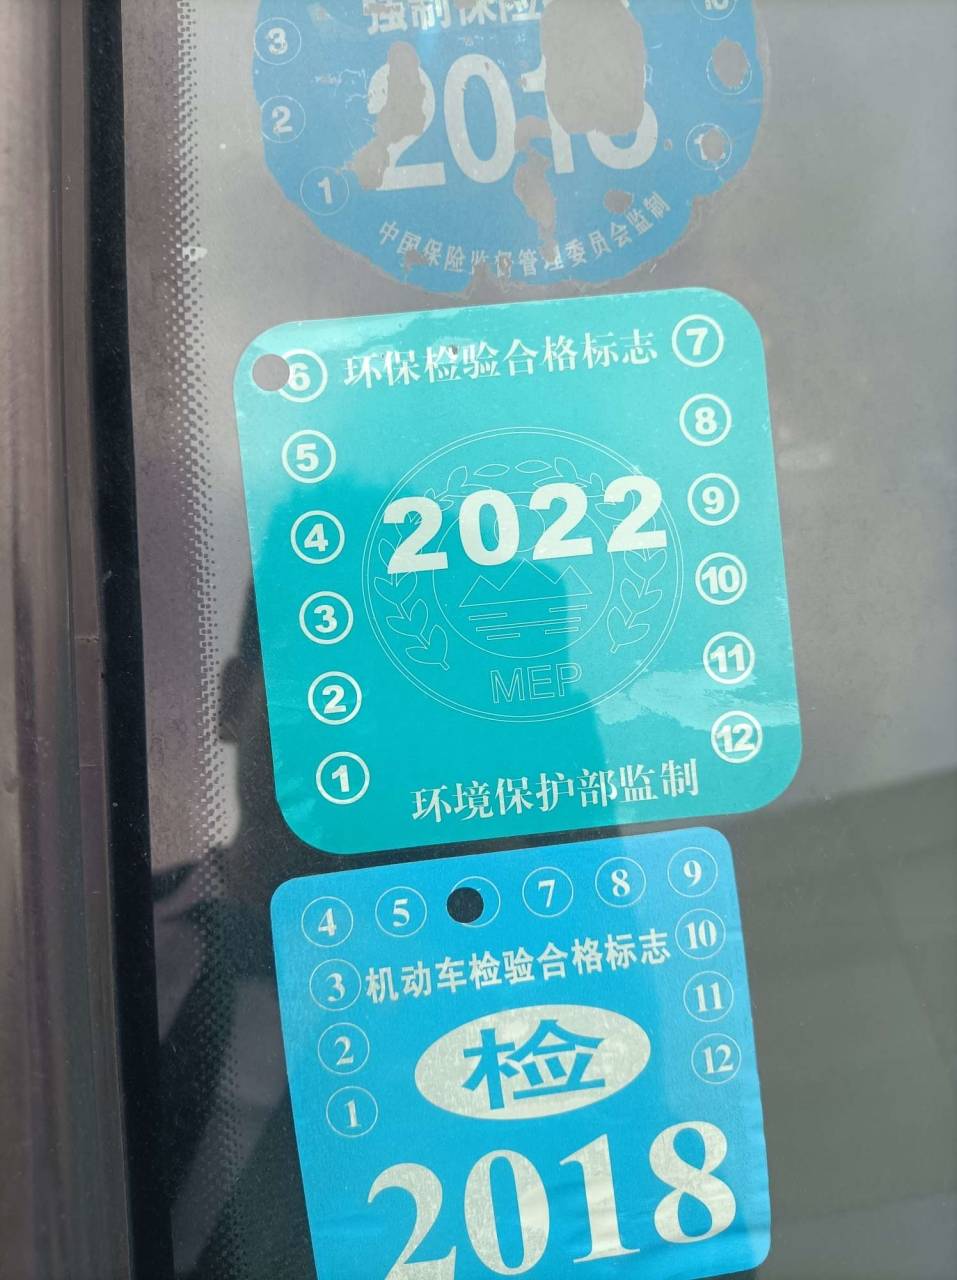 强制保险
3
2
1
中国保险监督管理委员会监制
6 环保检验合格标志 7
5 8
4 2022 9
3 10
2 MEP 11
1 12
环境保护部监制
4 5 7 8 9
3 机动车检验合格标志 10
2 检 11
1 12
2018